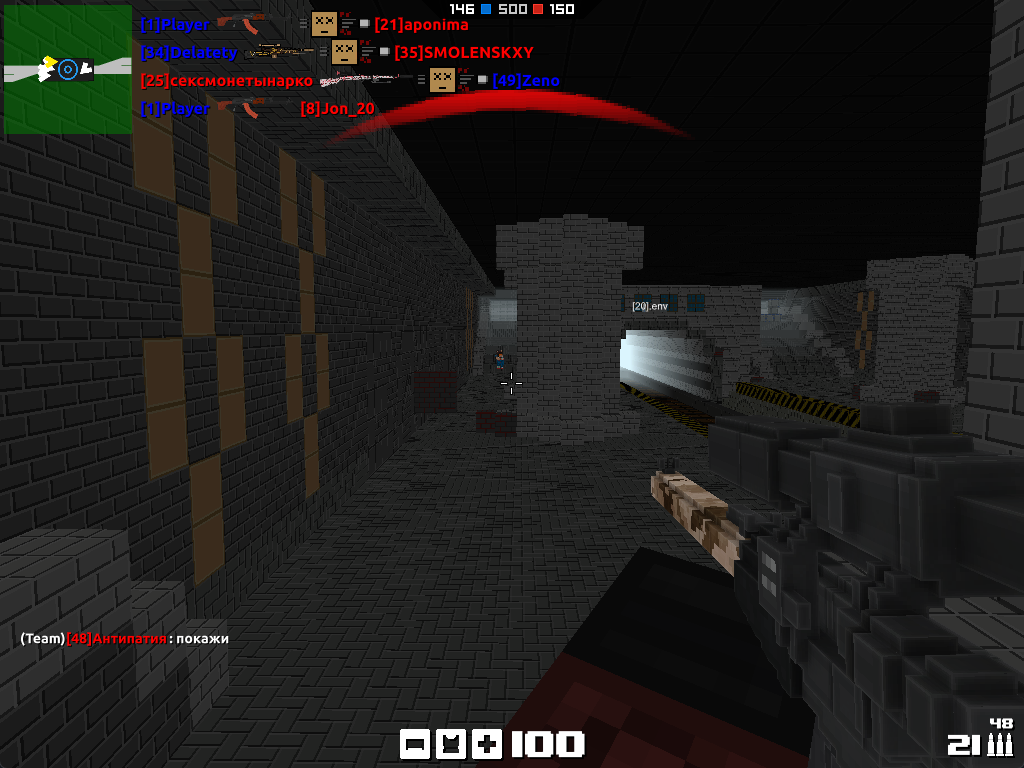 146 500 150
[1]Player [21]aponima
[34]Delatety [35]SMOLENSKXY
[25]сексмонетынарко [49]Zeno
[1]Player [8]Jon_20
[20].env
(Team)[48]Антипатия : покажи
100
48
21